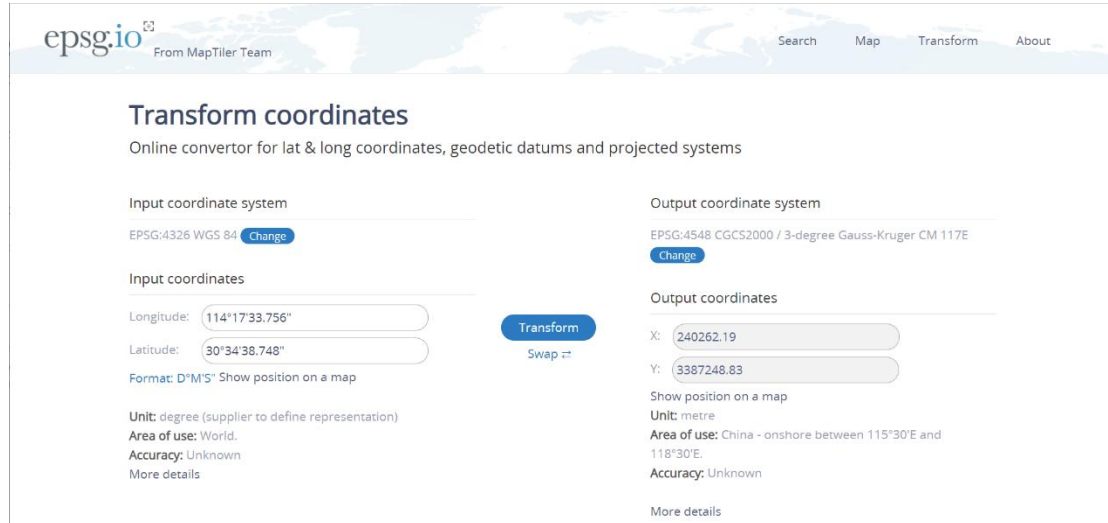 epsg.io From MapTiler Team
Search Map Transform About
Transform coordinates
Online convertor for lat & long coordinates, geodetic datums and projected systems
Input coordinate system
EPSG:4326 WGS 84 Change
Input coordinates
Longitude: 114°17'33.756"
Latitude: 30°34'38.748"
Format: D°M'S" Show position on a map
Unit: degree (supplier to define representation)
Area of use: World.
Accuracy: Unknown
More details
Transform
Swap ⇄
Output coordinate system
EPSG:4548 CGCS2000 / 3-degree Gauss-Kruger CM 117E
Change
Output coordinates
X: 240262.19
Y: 3387248.83
Show position on a map
Unit: metre
Area of use: China - onshore between 115°30'E and
118°30'E.
Accuracy: Unknown
More details